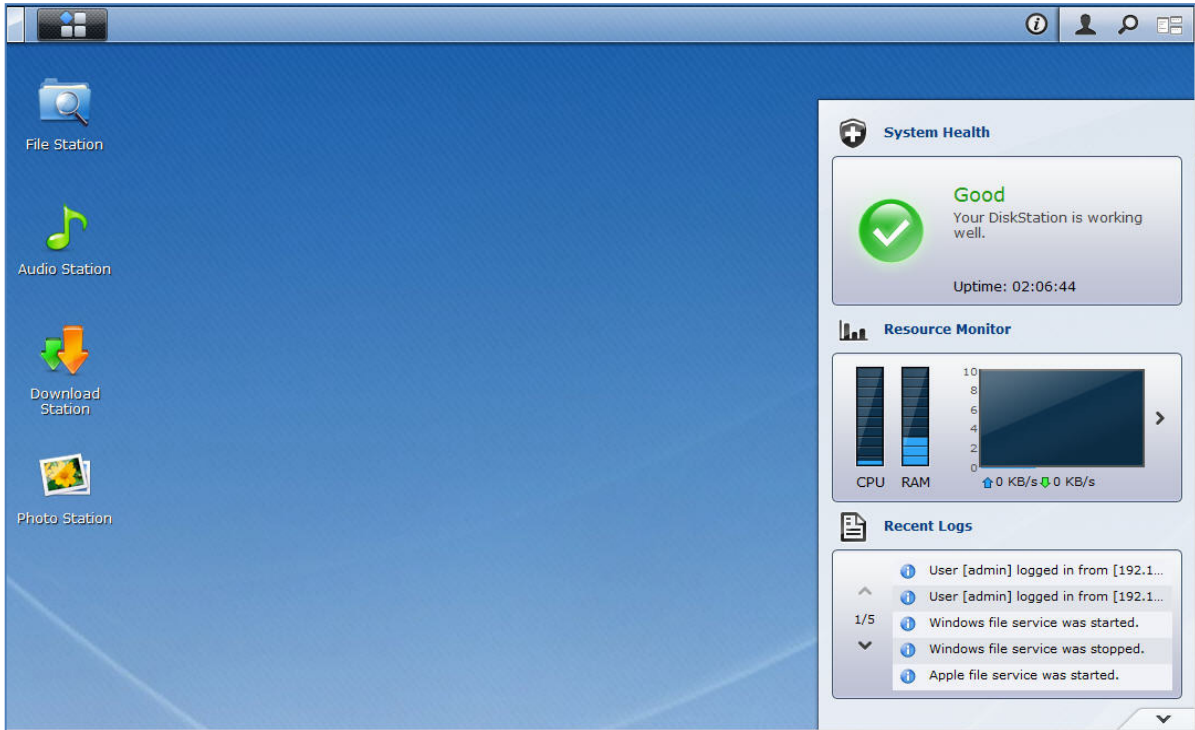 File Station
Audio Station
Download
Station
Photo Station
System Health
Good
Your DiskStation is working
well.
Uptime: 02:06:44
Resource Monitor
10
8
6
4
2
0
CPU RAM
0 KB/s 0 KB/s
Recent Logs
User [admin] logged in from [192.1...
User [admin] logged in from [192.1...
1/5
Windows file service was started.
Windows file service was stopped.
Apple file service was started.